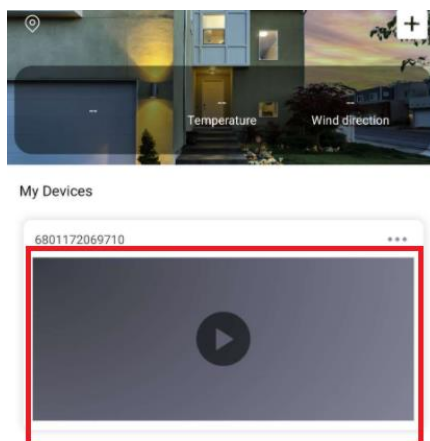 --
--
--
Temperature
Wind direction
My Devices
6801172069710